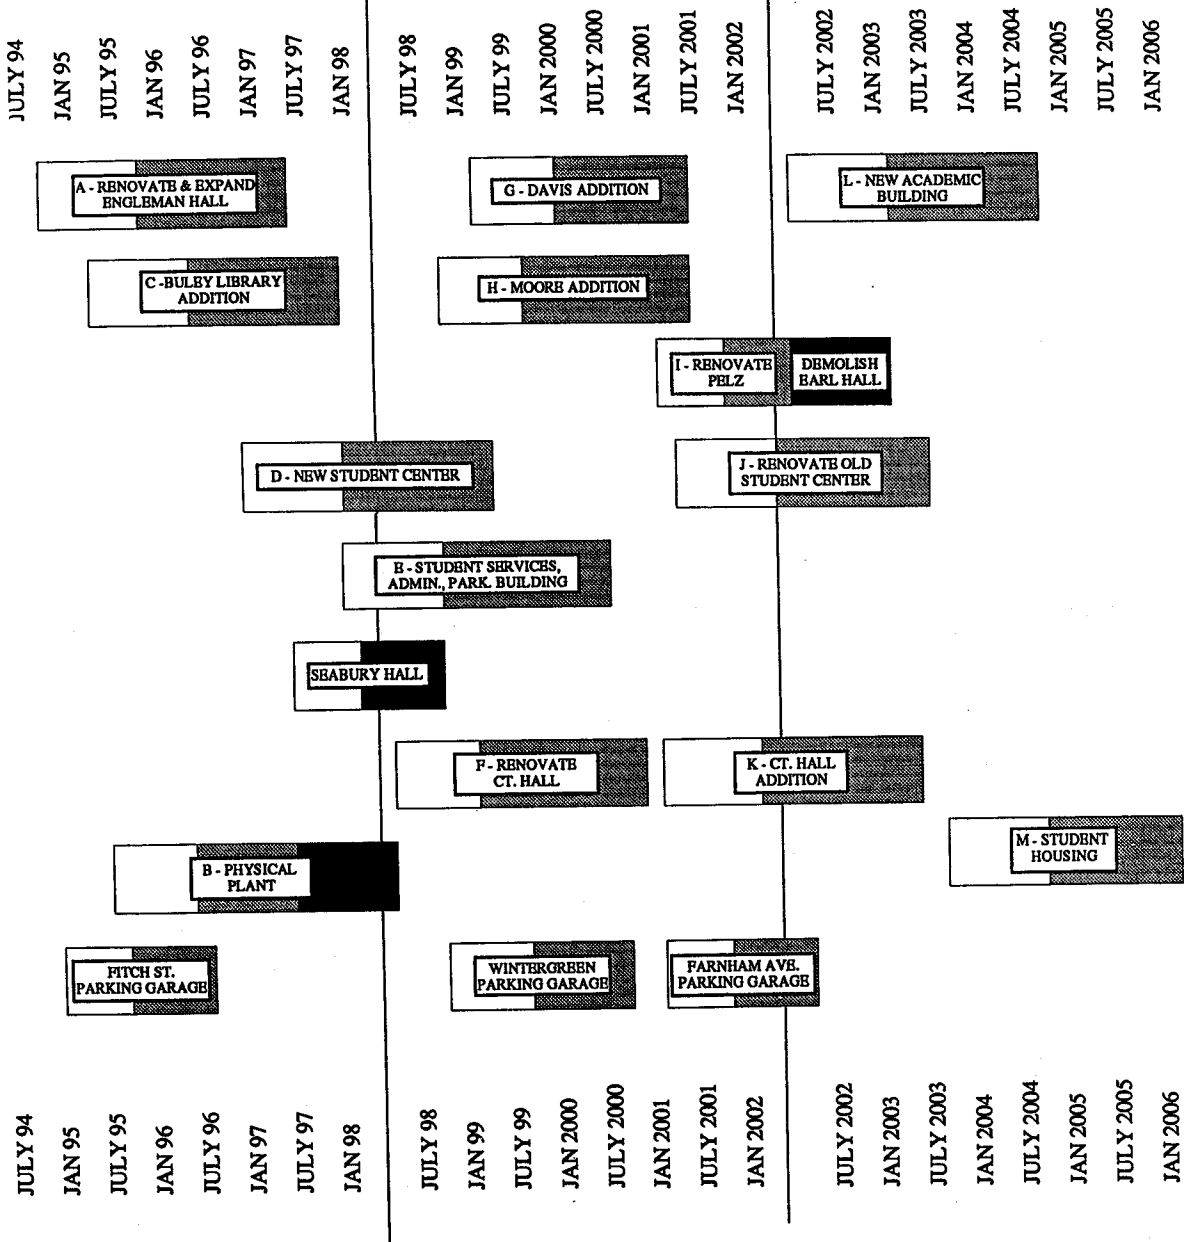 JULY 94
JAN 95
JULY 95
JAN 96
JULY 96
JAN 97
JULY 97
JAN 98
JULY 98
JAN 99
JULY 99
JAN 2000
JULY 2000
JAN 2001
JULY 2001
JAN 2002
JULY 2002
JAN 2003
JULY 2003
JAN 2004
JULY 2004
JAN 2005
JULY 2005
JAN 2006
A - RENOVATE & EXPAND
ENGLEMAN HALL
G - DAVIS ADDITION
L - NEW ACADEMIC
BUILDING
C -BULEY LIBRARY
ADDITION
H - MOORE ADDITION
I - RENOVATE
PELZ
DEMOLISH
EARL HALL
D - NEW STUDENT CENTER
J - RENOVATE OLD
STUDENT CENTER
E - STUDENT SERVICES,
ADMIN., PARK. BUILDING
SEABURY HALL
F - RENOVATE
CT. HALL
K - CT. HALL
ADDITION
M - STUDENT
HOUSING
B - PHYSICAL
PLANT
FITCH ST.
PARKING GARAGE
WINTERGREEN
PARKING GARAGE
FARNHAM AVE.
PARKING GARAGE
JULY 94
JAN 95
JULY 95
JAN 96
JULY 96
JAN 97
JULY 97
JAN 98
JULY 98
JAN 99
JULY 99
JAN 2000
JULY 2000
JAN 2001
JULY 2001
JAN 2002
JULY 2002
JAN 2003
JULY 2003
JAN 2004
JULY 2004
JAN 2005
JULY 2005
JAN 2006